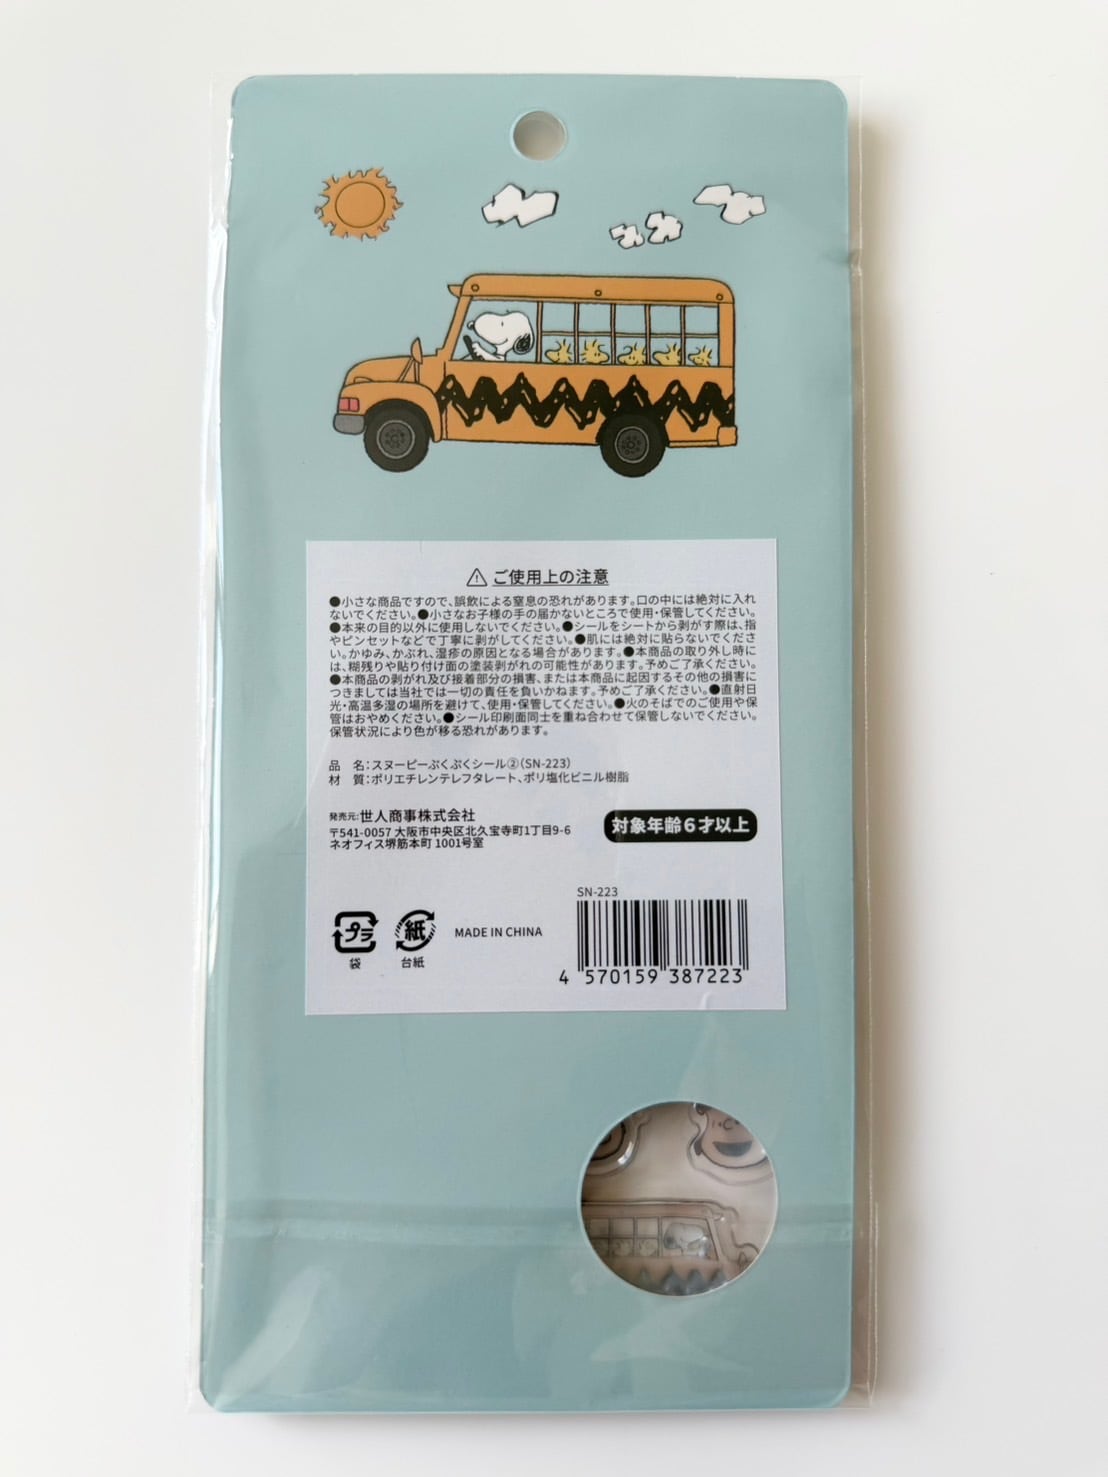 ⚠ ご使用上の注意
●小さな商品ですので、誤飲による窒息の恐れがあります。口の中には絶対に入れ
ないでください。●小さなお子様の手の届かないところで使用・保管してください。
●本来の目的以外に使用しないでください。●シールをシートから剥がす際は、指
やピンセットなどで丁寧に剥がしてください。●肌には絶対に貼らないでくださ
い。かゆみ、かぶれ、湿疹の原因となる場合があります。●本商品の取り外し時に
は、糊残りや貼り付け面の塗装剥がれの可能性があります。予めご了承ください。
●本商品の剥がれ及び接着部分の損害、または本商品に起因するその他の損害に
つきましては当社では一切の責任を負いかねます。予めご了承ください。●直射日
光・高温多湿の場所を避けて、使用・保管してください。●火のそばでのご使用や保
管はおやめください。●シール印刷面同士を重ね合わせて保管しないでください。
保管状況により色が移る恐れがあります。
品 名：スヌーピーぷくぷくシール②（SN-223）
材 質：ポリエチレンテレフタレート、ポリ塩化ビニル樹脂
発売元：世人商事株式会社
〒541-0057 大阪市中央区北久宝寺町1丁目9-6
ネオフィス堺筋本町 1001号室
対象年齢6才以上
SN-223
プラ
袋
紙
台紙
MADE IN CHINA
4 570159 387223